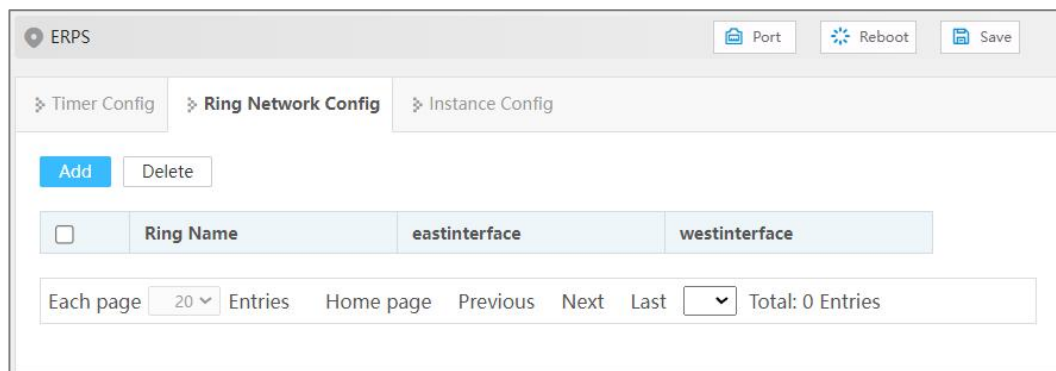 ERPS Port Reboot Save
Timer Config Ring Network Config Instance Config
Add Delete
Ring Name eastinterface westinterface
Each page 20 Entries Home page Previous Next Last Total: 0 Entries